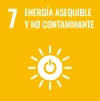 7 ENERGÍA ASEQUIBLE
Y NO CONTAMINANTE